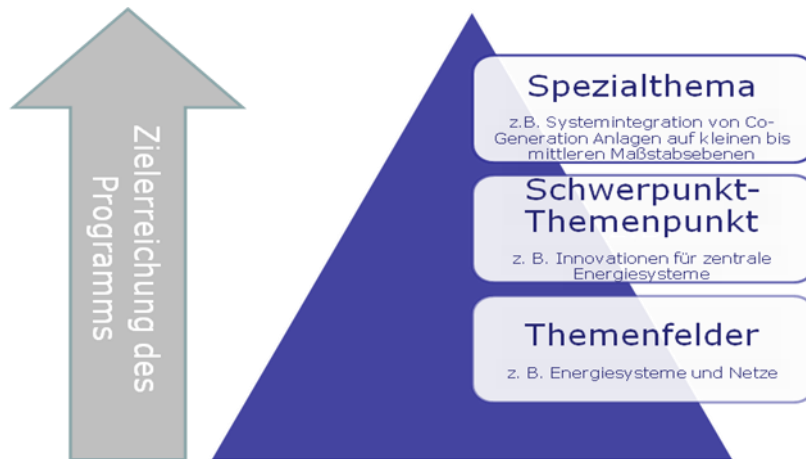 Zielerreichung des
Programms
Spezialthema
z.B. Systemintegration von Co-
Generation Anlagen auf kleinen bis
mittleren Maßstabsebenen
Schwerpunkt-
Themenpunkt
z. B. Innovationen für zentrale
Energiesysteme
Themenfelder
z. B. Energiesysteme und Netze